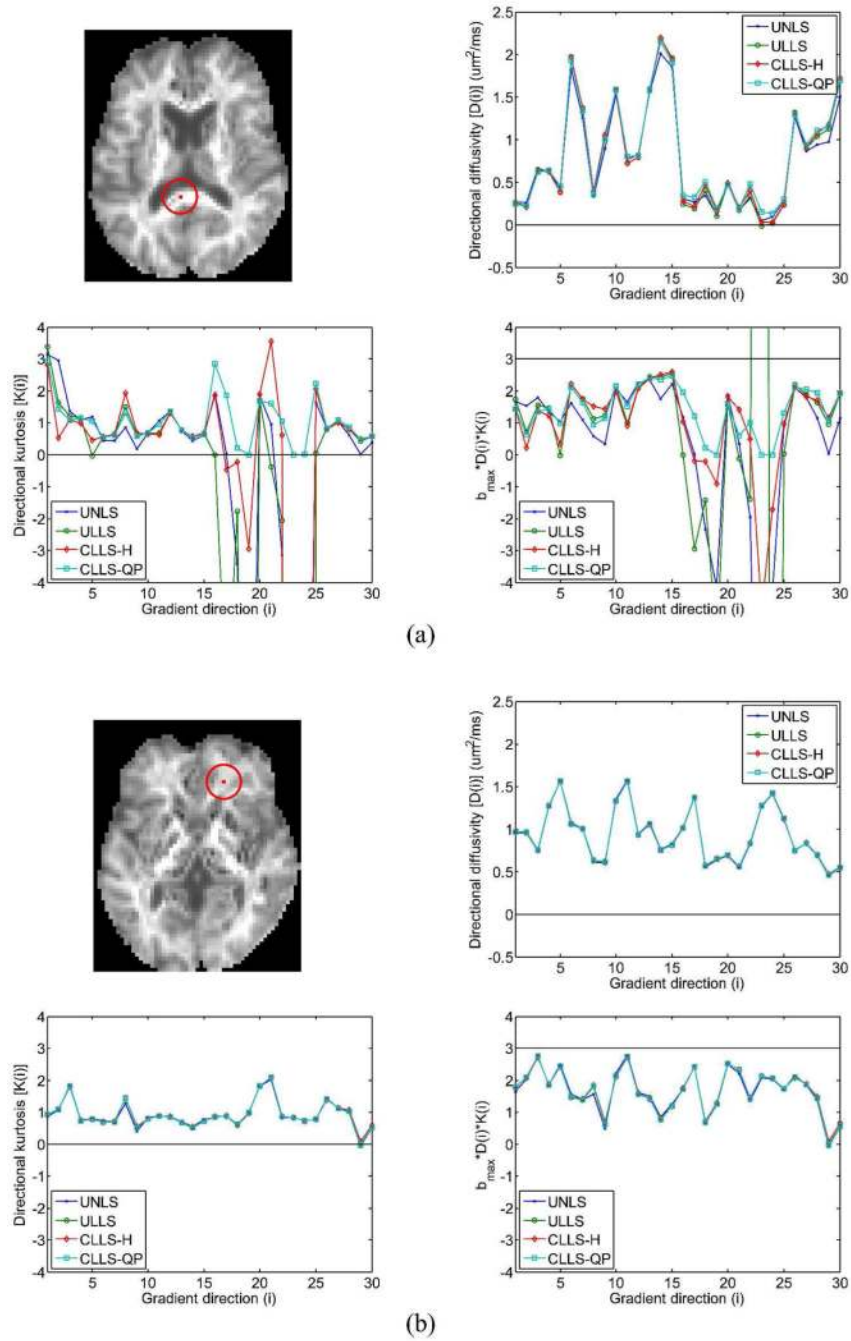 2.5
2
1.5
1
0.5
0
-0.5
5 10 15 20 25 30
Directional diffusivity [D(i)] (um²/ms)
Gradient direction (i)
UNLS
ULLS
CLLS-H
CLLS-QP
4
3
2
1
0
-1
-2
-3
-4
5 10 15 20 25 30
Directional kurtosis [K(i)]
Gradient direction (i)
UNLS
ULLS
CLLS-H
CLLS-QP
4
3
2
1
0
-1
-2
-3
-4
5 10 15 20 25 30
b_max*D(i)*K(i)
Gradient direction (i)
UNLS
ULLS
CLLS-H
CLLS-QP
(a)
2.5
2
1.5
1
0.5
0
-0.5
5 10 15 20 25 30
Directional diffusivity [D(i)] (um²/ms)
Gradient direction (i)
UNLS
ULLS
CLLS-H
CLLS-QP
4
3
2
1
0
-1
-2
-3
-4
5 10 15 20 25 30
Directional kurtosis [K(i)]
Gradient direction (i)
UNLS
ULLS
CLLS-H
CLLS-QP
4
3
2
1
0
-1
-2
-3
-4
5 10 15 20 25 30
b_max*D(i)*K(i)
Gradient direction (i)
UNLS
ULLS
CLLS-H
CLLS-QP
(b)